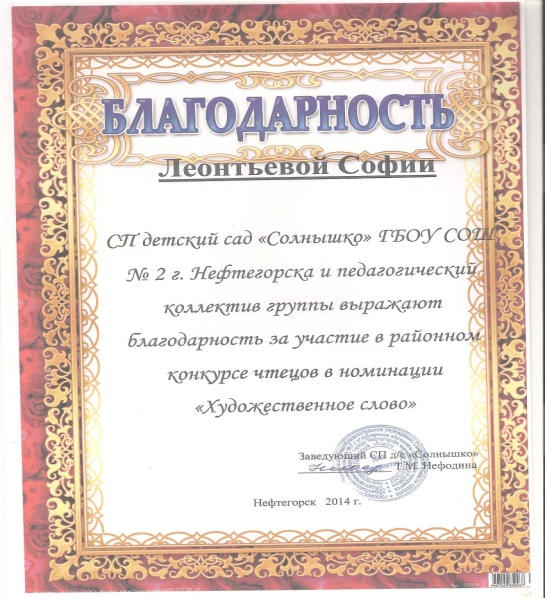 БЛАГОДАРНОСТЬ
Леонтьевой Софии
СП детский сад «Солнышко» ГБОУ СОШ
№ 2 г. Нефтегорска и педагогический
коллектив группы выражают
благодарность за участие в районном
конкурсе чтецов в номинации
«Художественное слово»
Заведующий СП д/с «Солнышко»
Т.М. Нефодина
Нефтегорск 2014 г.